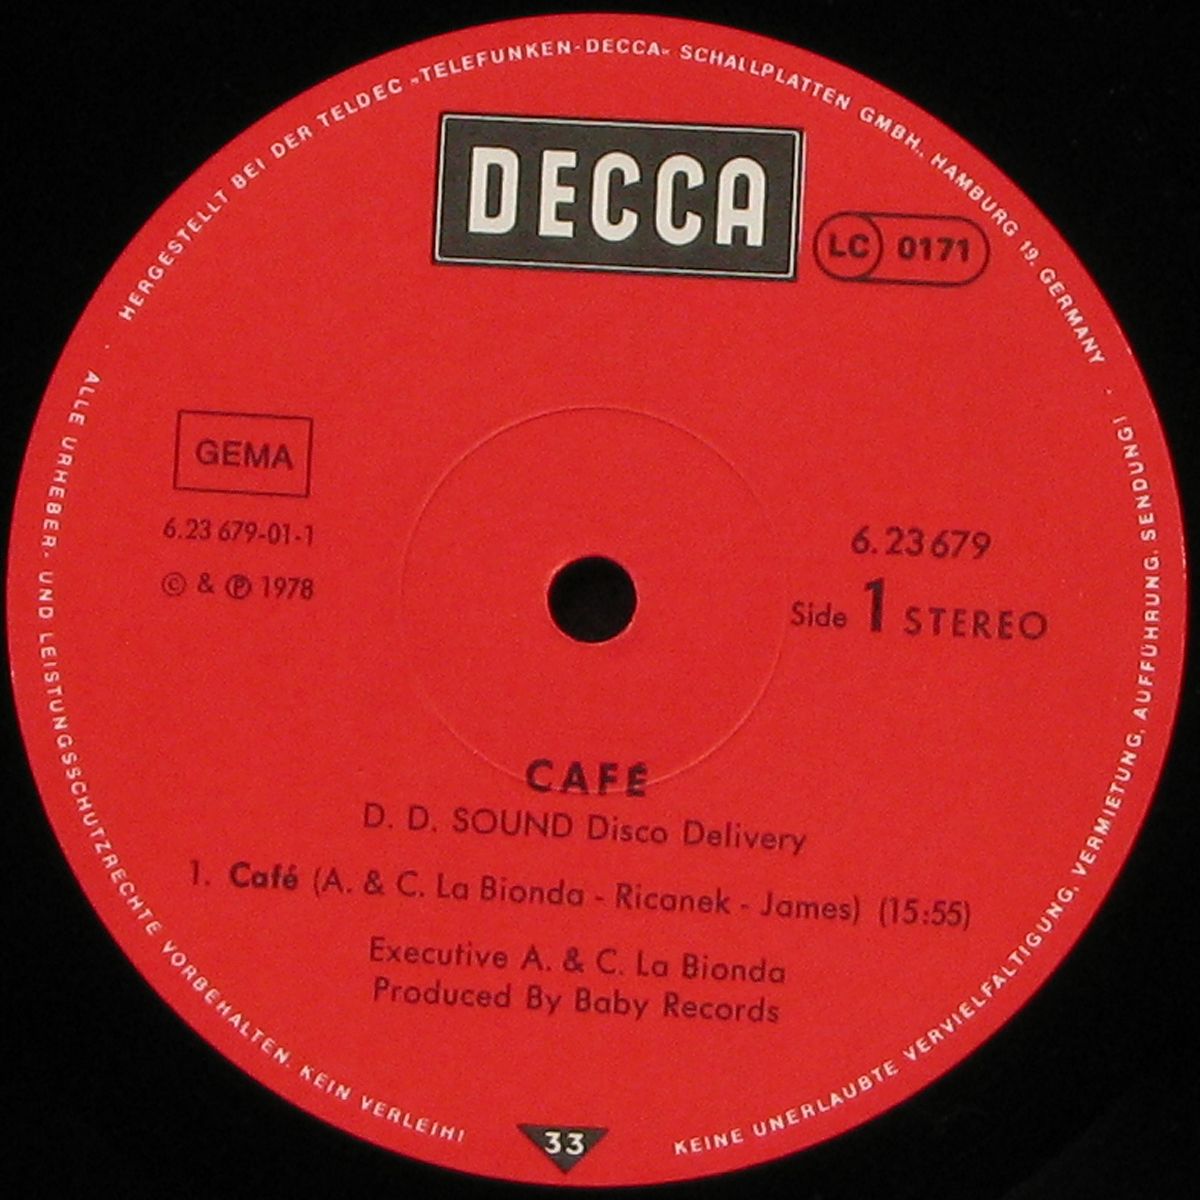 HERGESTELLT BEI DER TELDEC »TELEFUNKEN-DECCA« SCHALLPLATTEN GMBH., HAMBURG 19. GERMANY
DECCA
LC 0171
GEMA
6.23 679-01-1
© & ℗ 1978
6.23679
Side 1 STEREO
CAFÉ
D. D. SOUND Disco Delivery
1. Café (A. & C. La Bionda - Ricanek - James) (15:55)
Executive A. & C. La Bionda
Produced By Baby Records
ALLE URHEBER- UND LEISTUNGSSCHUTZRECHTE VORBEHALTEN. KEIN VERLEIH!
33
KEINE UNERLAUBTE VERVIELFÄLTIGUNG, VERMIETUNG, AUFFÜHRUNG, SENDUNG!